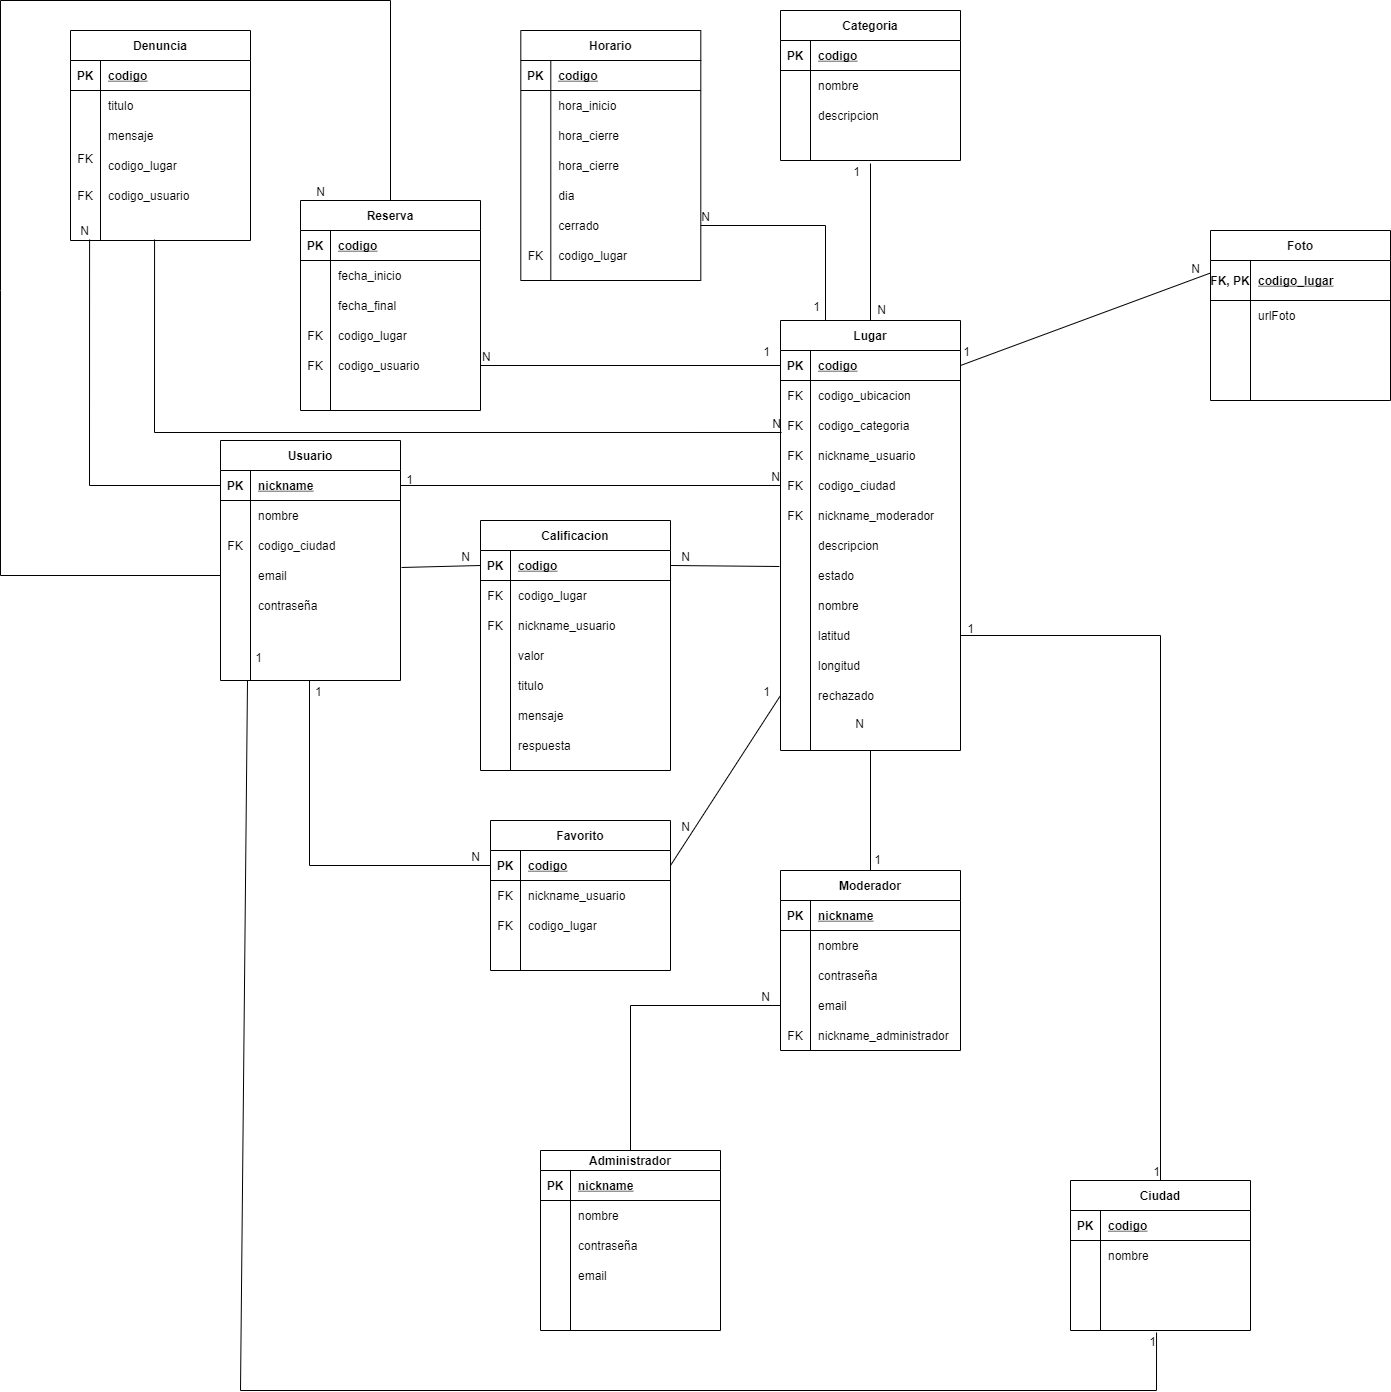 Denuncia
PK codigo
titulo
mensaje
FK codigo_lugar
FK codigo_usuario
N
Horario
PK codigo
hora_inicio
hora_cierre
hora_cierre
dia
cerrado
FK codigo_lugar
N
1
Categoria
PK codigo
nombre
descripcion
1
N
N
Reserva
PK codigo
fecha_inicio
fecha_final
FK codigo_lugar
FK codigo_usuario
N
1
Foto
FK, PK codigo_lugar
urlFoto
N
1
Lugar
PK codigo
FK codigo_ubicacion
FK codigo_categoria
FK nickname_usuario
FK codigo_ciudad
FK nickname_moderador
descripcion
estado
nombre
latitud
longitud
rechazado
N
N
N
1
Usuario
PK nickname
nombre
FK codigo_ciudad
email
contraseña
1
1
1
Calificacion
PK codigo
FK codigo_lugar
FK nickname_usuario
valor
titulo
mensaje
respuesta
N
N
1
N
N
Favorito
PK codigo
FK nickname_usuario
FK codigo_lugar
1
Moderador
PK nickname
nombre
contraseña
email
FK nickname_administrador
N
Administrador
PK nickname
nombre
contraseña
email
1
Ciudad
PK codigo
nombre
1